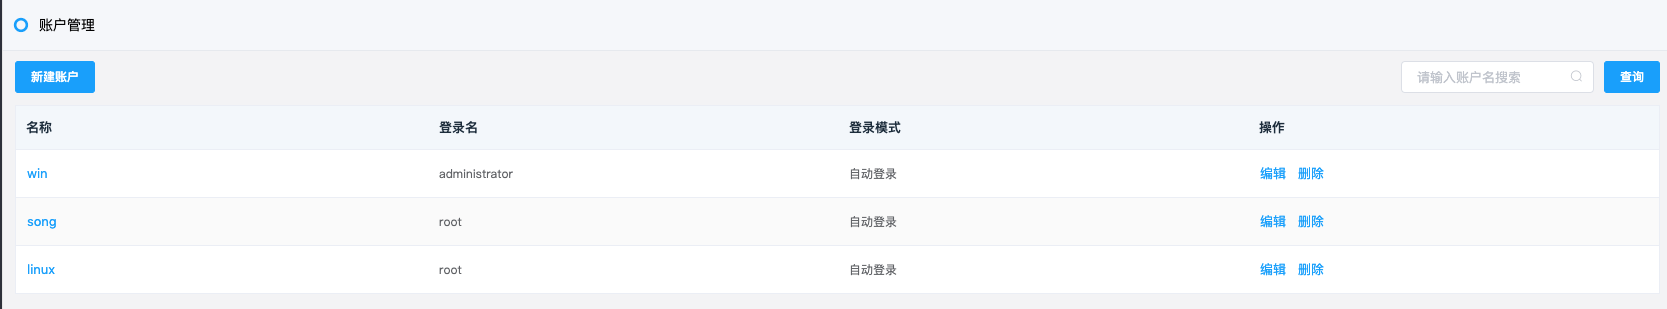 账户管理
新建账户 请输入账户名搜索 查询
名称 登录名 登录模式 操作
win administrator 自动登录 编辑 删除
song root 自动登录 编辑 删除
linux root 自动登录 编辑 删除